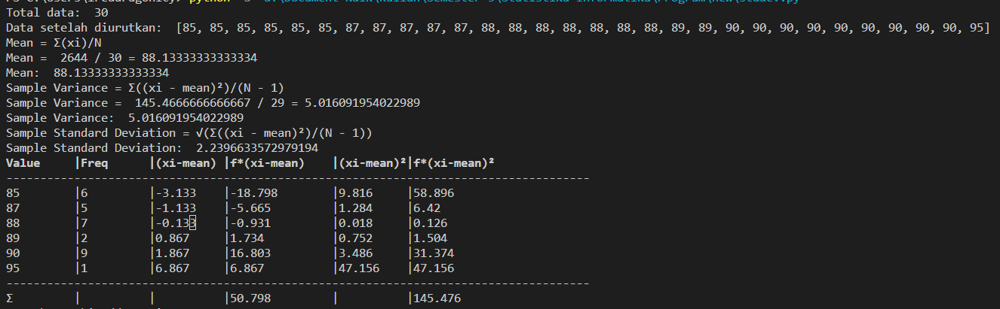 Total data:  30
Data setelah diurutkan:  [85, 85, 85, 85, 85, 85, 87, 87, 87, 87, 87, 88, 88, 88, 88, 88, 88, 88, 89, 89, 90, 90, 90, 90, 90, 90, 90, 90, 90, 95]
Mean = Σ(xi)/N
Mean =  2644 / 30 = 88.13333333333334
Mean:  88.13333333333334
Sample Variance = Σ((xi - mean)²)/(N - 1)
Sample Variance =  145.4666666666667 / 29 = 5.016091954022989
Sample Variance:  5.016091954022989
Sample Standard Deviation = √(Σ((xi - mean)²)/(N - 1))
Sample Standard Deviation:  2.2396633572979194
Value     |Freq      |(xi-mean) |f*(xi-mean)    |(xi-mean)²|f*(xi-mean)²
-------------------------------------------------------------------------------------
85        |6         |-3.133    |-18.798        |9.816     |58.896
87        |5         |-1.133    |-5.665         |1.284     |6.42
88        |7         |-0.133    |-0.931         |0.018     |0.126
89        |2         |0.867     |1.734          |0.752     |1.504
90        |9         |1.867     |16.803         |3.486     |31.374
95        |1         |6.867     |6.867          |47.156    |47.156
-------------------------------------------------------------------------------------
Σ         |          |          |50.798         |          |145.476